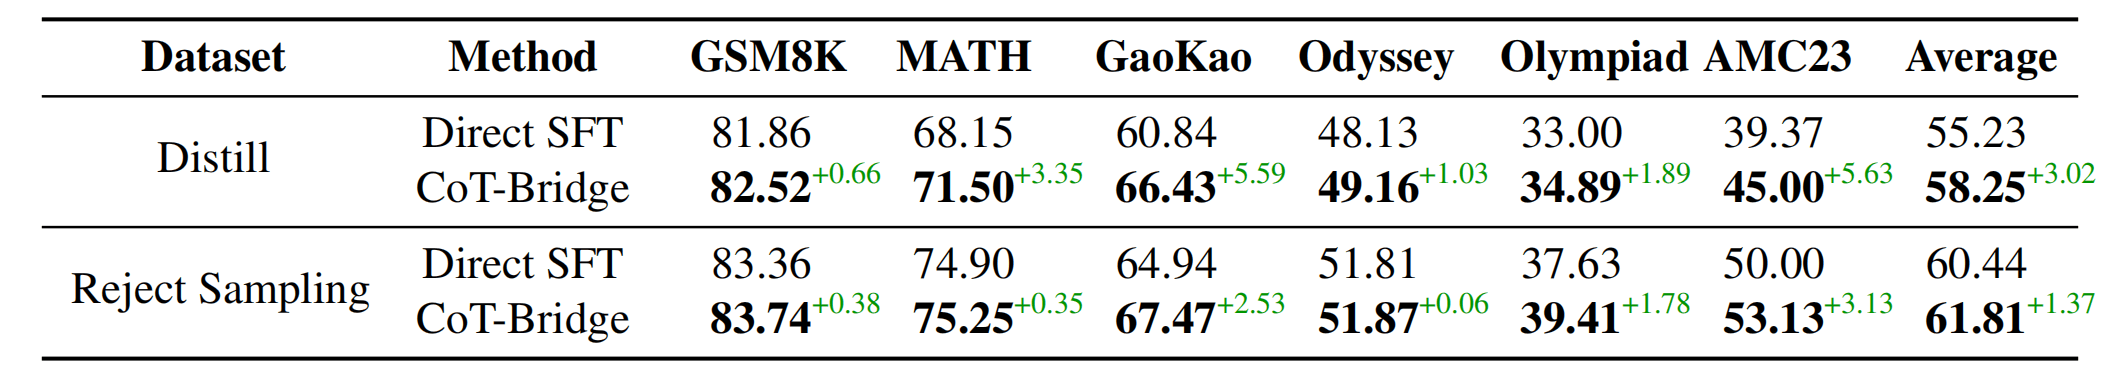 Dataset Method GSM8K MATH GaoKao Odyssey Olympiad AMC23 Average
Distill Direct SFT 81.86 68.15 60.84 48.13 33.00 39.37 55.23
CoT-Bridge 82.52+0.66 71.50+3.35 66.43+5.59 49.16+1.03 34.89+1.89 45.00+5.63 58.25+3.02
Reject Sampling Direct SFT 83.36 74.90 64.94 51.81 37.63 50.00 60.44
CoT-Bridge 83.74+0.38 75.25+0.35 67.47+2.53 51.87+0.06 39.41+1.78 53.13+3.13 61.81+1.37